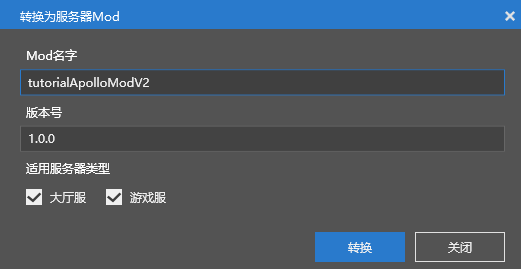 转换为服务器Mod
Mod名字
tutorialApolloModV2
版本号
1.0.0
适用服务器类型
大厅服 游戏服
转换 关闭